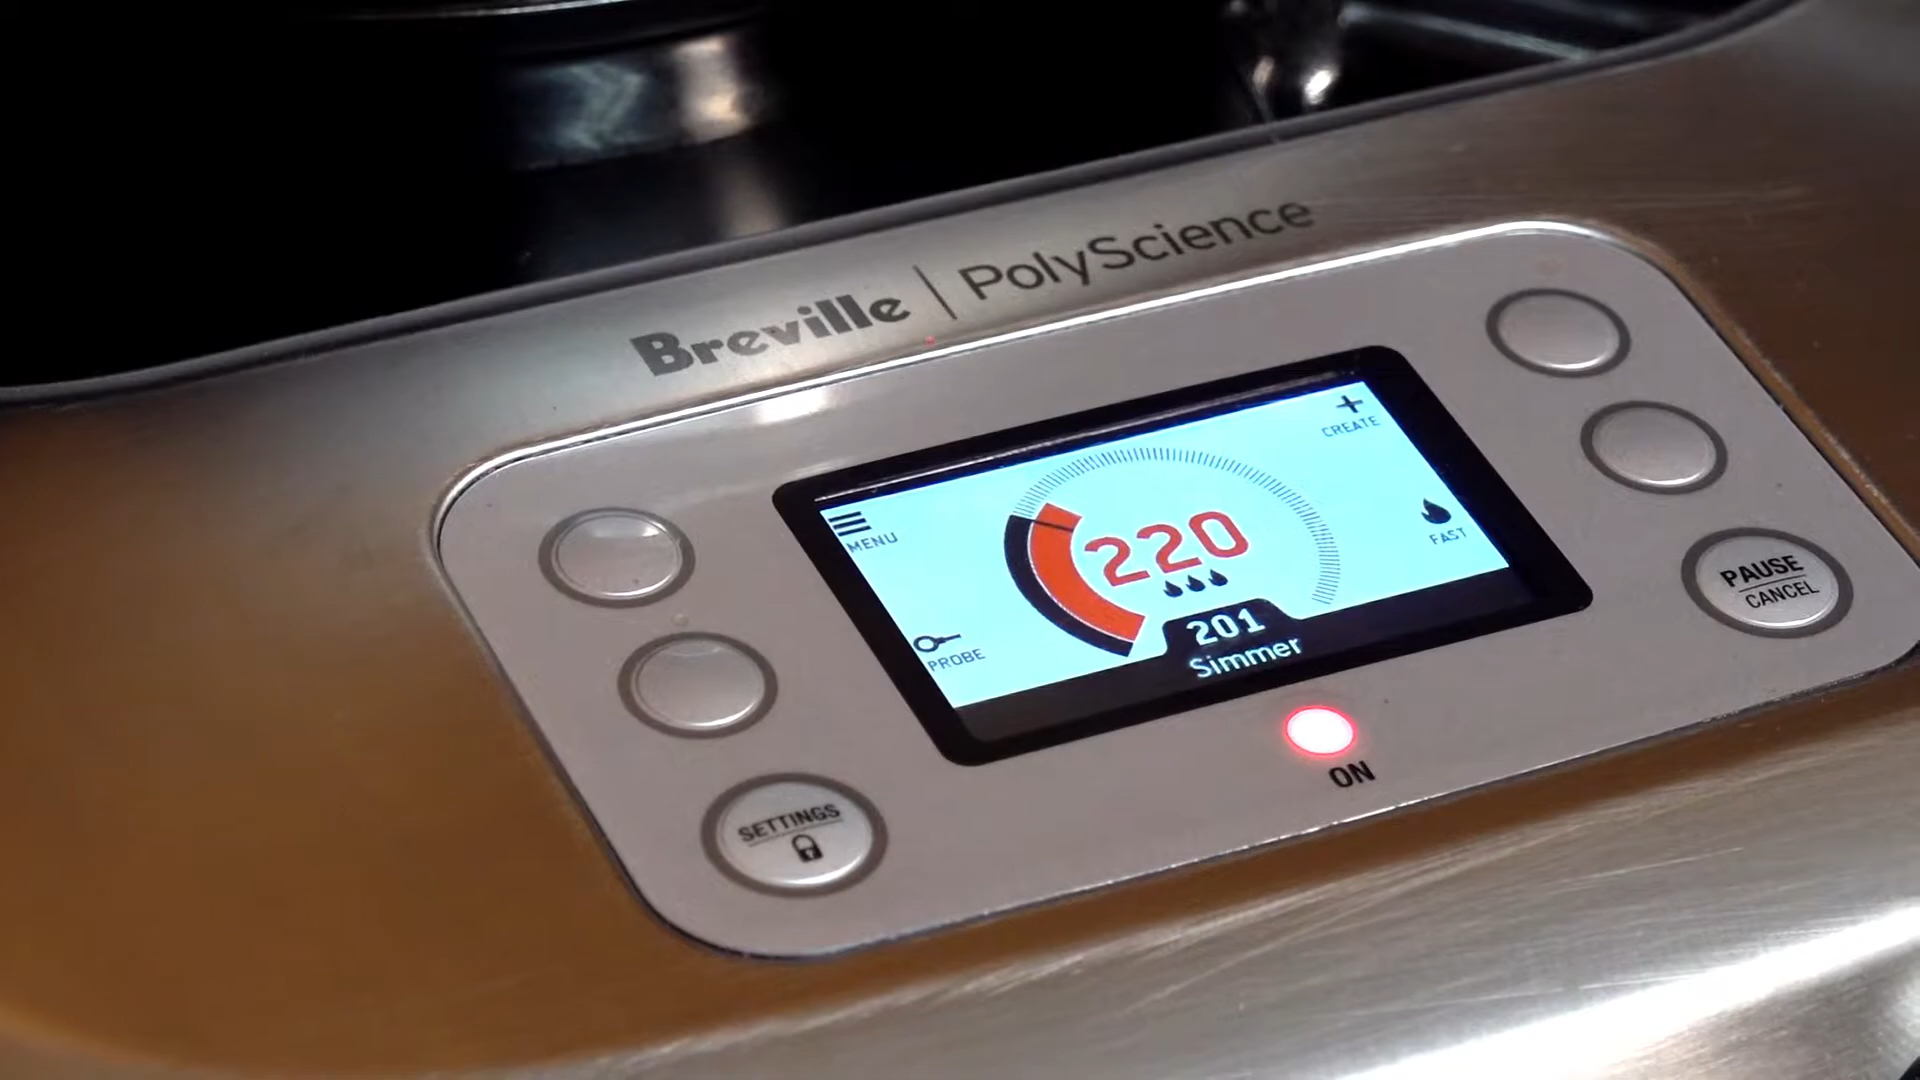 Breville | PolyScience
+
CREATE
MENU
220
FAST
PROBE
201
Simmer
PAUSE
CANCEL
SETTINGS
ON